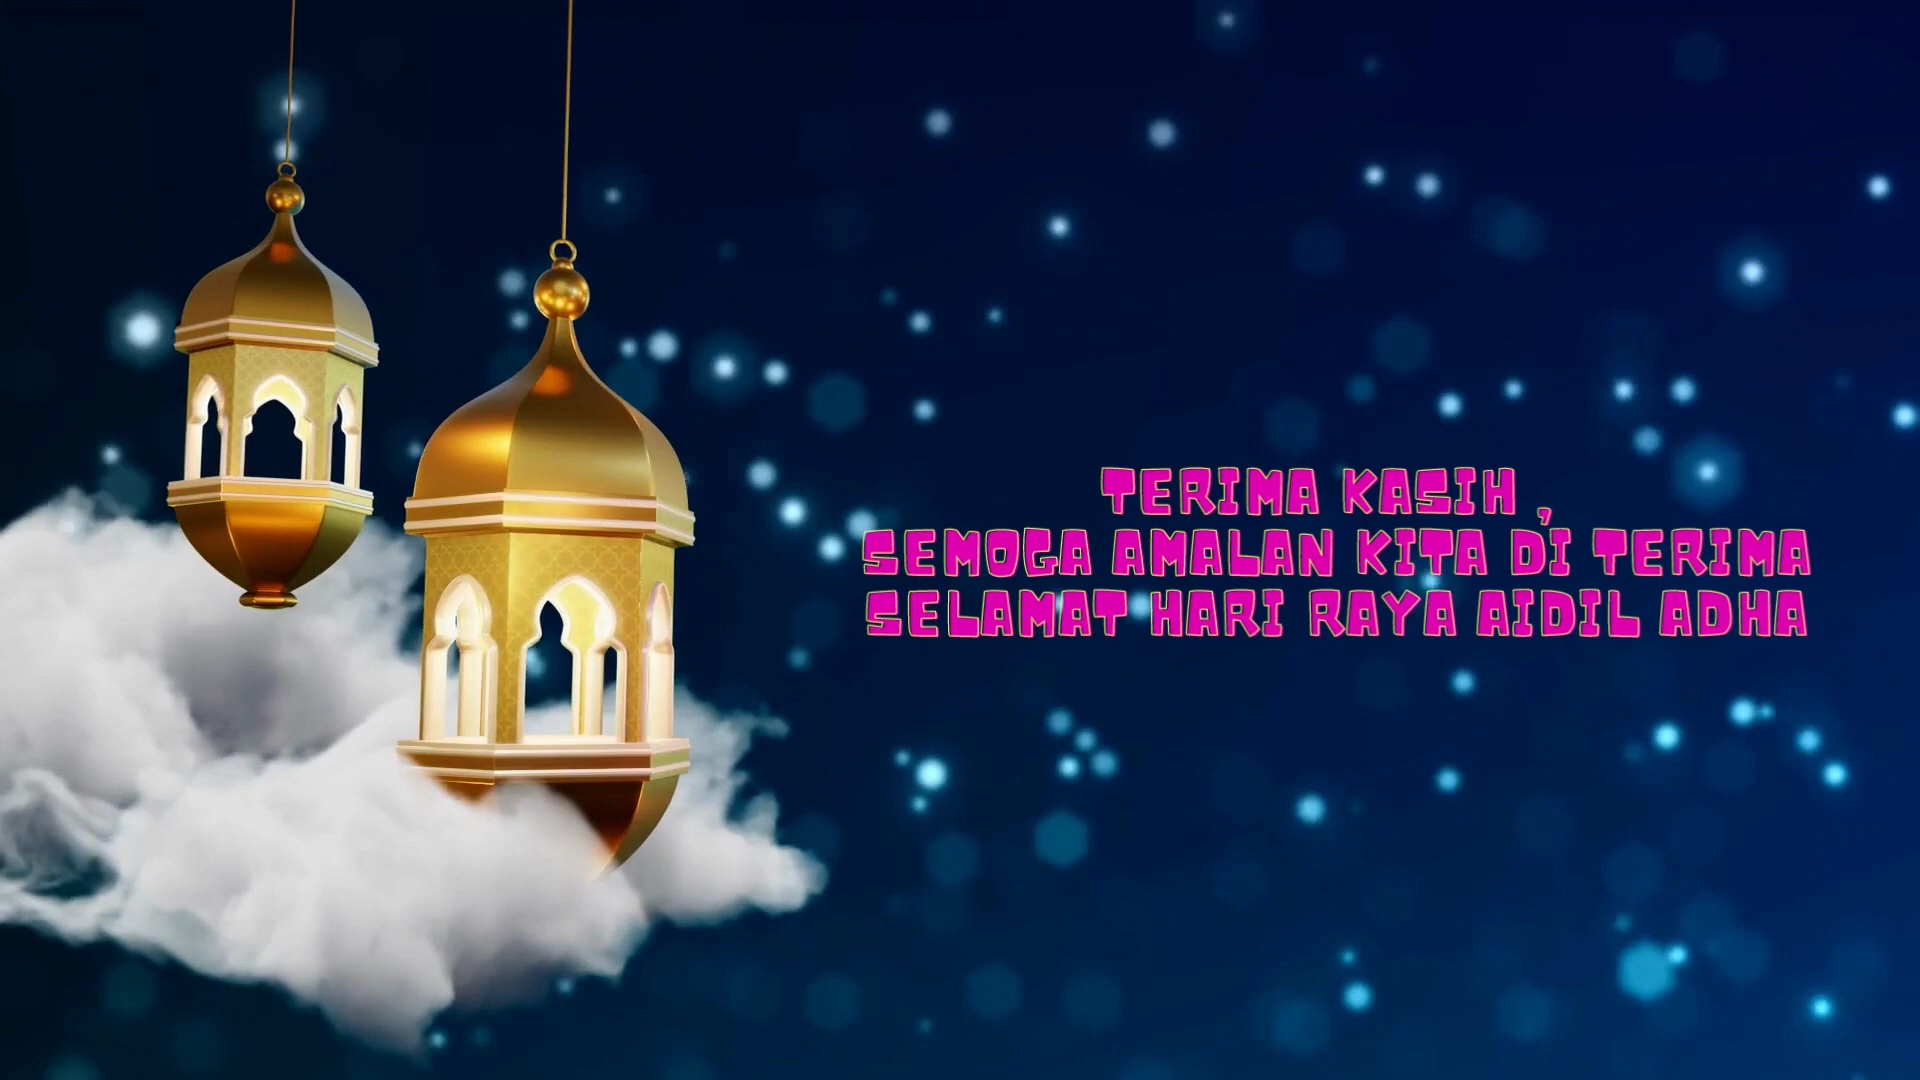 TERIMA KASIH ,
SEMOGA AMALAN KITA DI TERIMA
SELAMAT HARI RAYA AIDIL ADHA